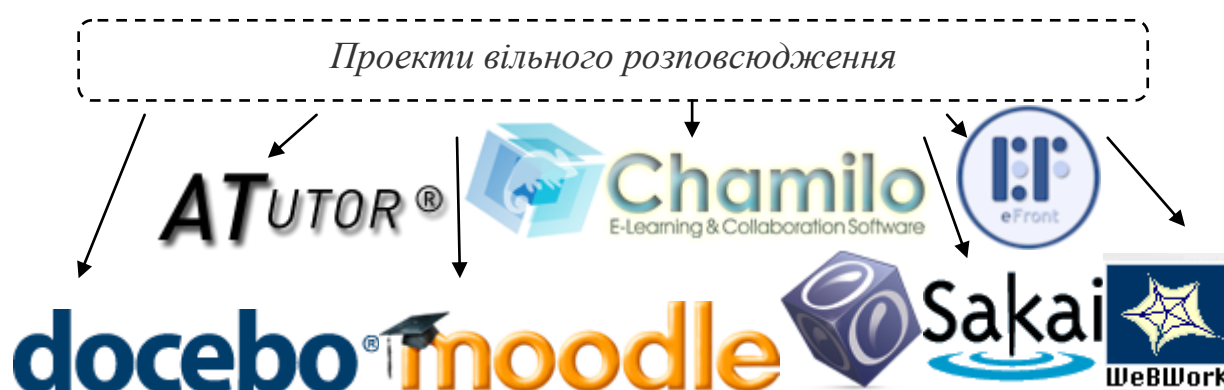 Проекти вільного розповсюдження
ATUTOR®
Chamilo
E-Learning & Collaboration Software
eFront
docebo®
moodle
Sakai
WeBWork